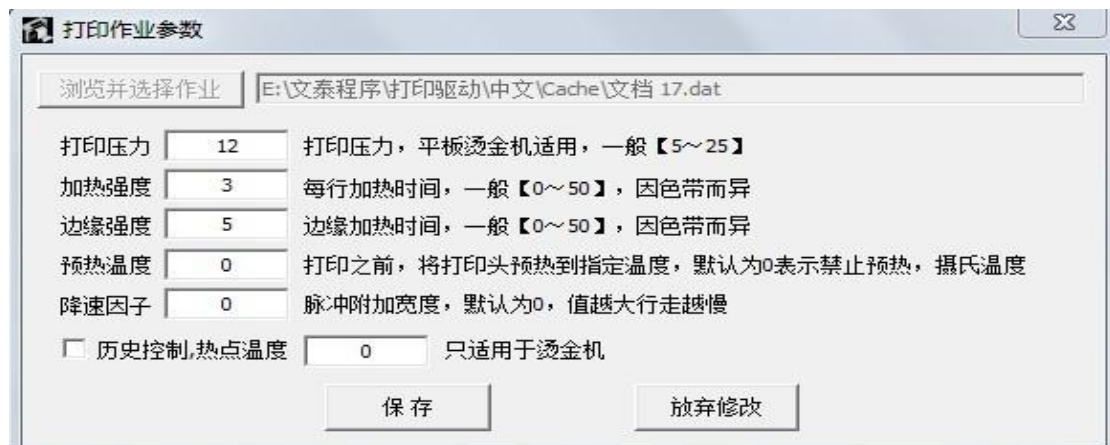 打印作业参数
浏览并选择作业 E:\文泰程序\打印驱动\中文\Cache\文档 17.dat
打印压力 12 打印压力，平板烫金机适用，一般【5～25】
加热强度 3 每行加热时间，一般【0～50】，因色带而异
边缘强度 5 边缘加热时间，一般【0～50】，因色带而异
预热温度 0 打印之前，将打印头预热到指定温度，默认为0表示禁止预热，摄氏温度
降速因子 0 脉冲附加宽度，默认为0，值越大行走越慢
历史控制,热点温度 0 只适用于烫金机
保存 放弃修改